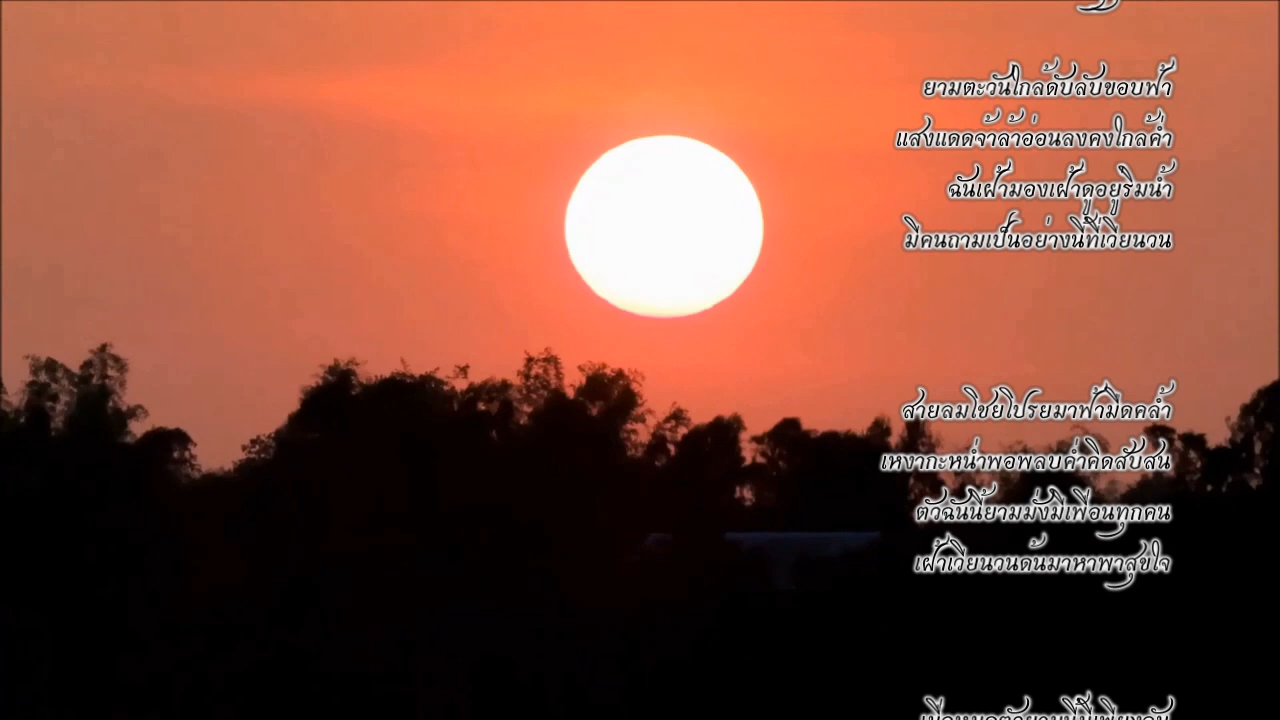 ยามตะวันใกล้ดับลับขอบฟ้า
แสงแดดจ้าล้าอ่อนลงคงใกล้ค่ำ
ฉันเฝ้ามองเฝ้าดูอยู่ริมน้ำ
มีคนถามเป็นอย่างนี้ที่เวียนวน
สายลมโชยโปรยมาฟ้ามืดคล้ำ
เหงากะหน่ำพอพลบค่ำคิดสับสน
ตัวฉันนี้ยามมั่งมีเพื่อนทุกคน
เฝ้าเวียนวนด้นมาหาพาสุขใจ